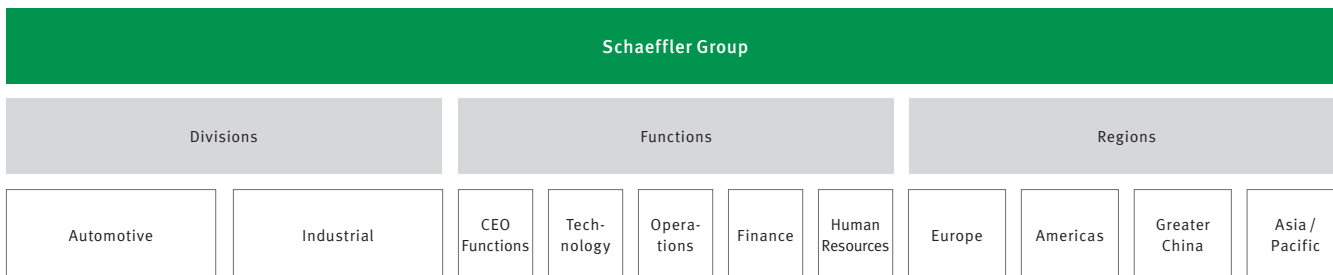 Schaeffler Group
Divisions
Functions
Regions
Automotive
Industrial
CEO
Functions
Tech-
nology
Opera-
tions
Finance
Human
Resources
Europe
Americas
Greater
China
Asia /
Pacific